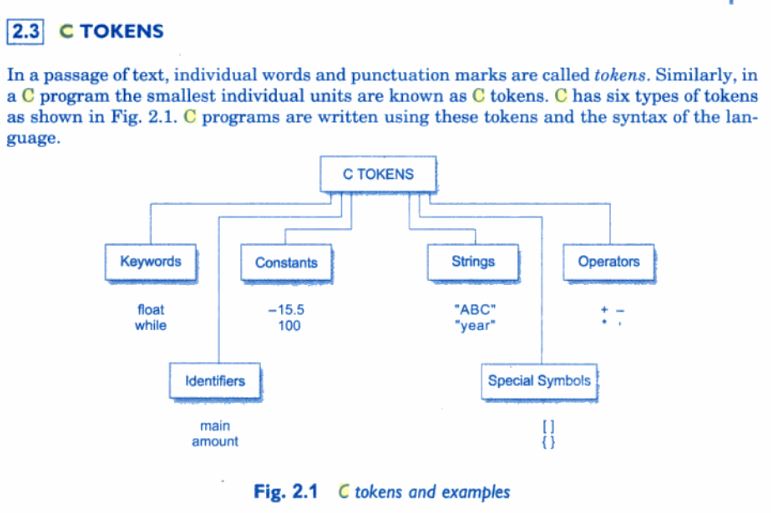 2.3 C TOKENS
In a passage of text, individual words and punctuation marks are called tokens. Similarly, in
a C program the smallest individual units are known as C tokens. C has six types of tokens
as shown in Fig. 2.1. C programs are written using these tokens and the syntax of the lan-
guage.
C TOKENS
Keywords Constants Strings Operators
float −15.5 "ABC" + −
while 100 "year" *
Identifiers Special Symbols
main [ ]
amount { }
Fig. 2.1 C tokens and examples